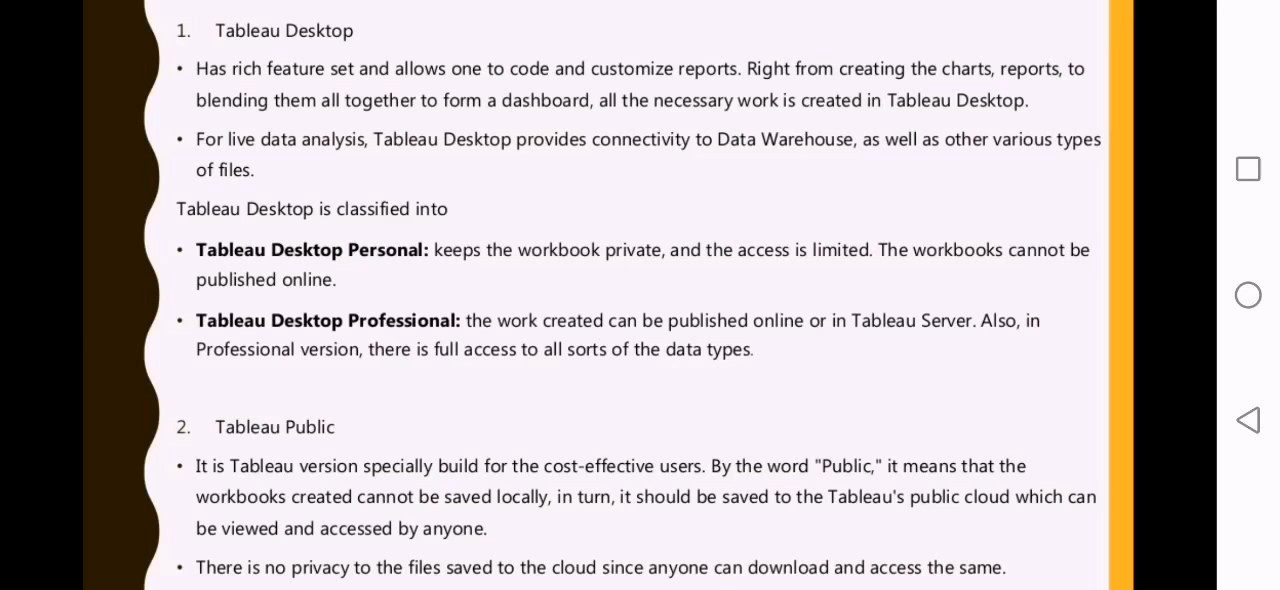 1. Tableau Desktop
• Has rich feature set and allows one to code and customize reports. Right from creating the charts, reports, to
blending them all together to form a dashboard, all the necessary work is created in Tableau Desktop.
• For live data analysis, Tableau Desktop provides connectivity to Data Warehouse, as well as other various types
of files.
Tableau Desktop is classified into
• Tableau Desktop Personal: keeps the workbook private, and the access is limited. The workbooks cannot be
published online.
• Tableau Desktop Professional: the work created can be published online or in Tableau Server. Also, in
Professional version, there is full access to all sorts of the data types.
2. Tableau Public
• It is Tableau version specially build for the cost-effective users. By the word "Public," it means that the
workbooks created cannot be saved locally, in turn, it should be saved to the Tableau's public cloud which can
be viewed and accessed by anyone.
• There is no privacy to the files saved to the cloud since anyone can download and access the same.